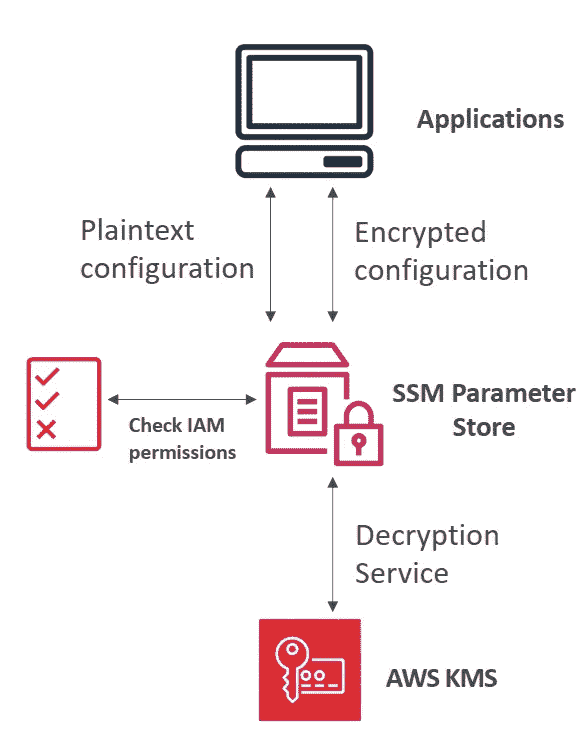 Applications
Plaintext
configuration
Encrypted
configuration
SSM Parameter
Store
Check IAM
permissions
Decryption
Service
AWS KMS